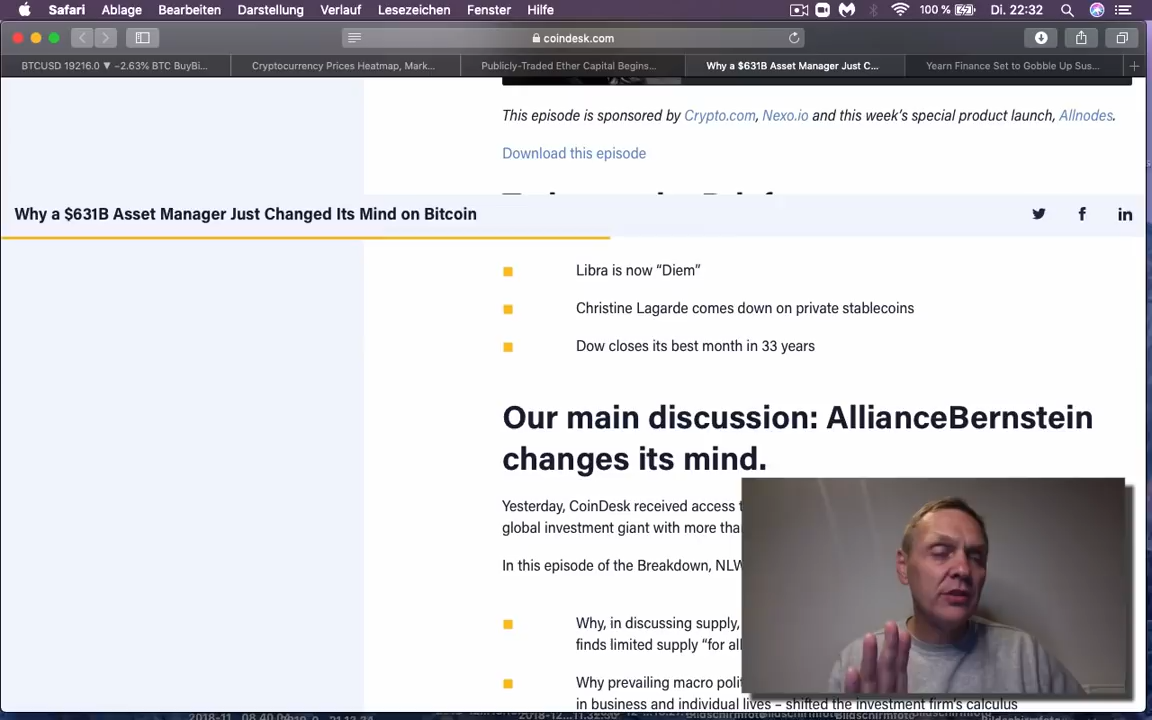 Safari Ablage Bearbeiten Darstellung Verlauf Lesezeichen Fenster Hilfe 100 % Di. 22:32
coindesk.com
BTCUSD 19216.0 ▼ −2.63% BTC BuyBi... Cryptocurrency Prices Heatmap, Mark... Publicly-Traded Ether Capital Begins... Why a $631B Asset Manager Just C... Yearn Finance Set to Gobble Up Sus...
This episode is sponsored by Crypto.com, Nexo.io and this week's special product launch, Allnodes.
Download this episode
Why a $631B Asset Manager Just Changed Its Mind on Bitcoin
Libra is now “Diem”
Christine Lagarde comes down on private stablecoins
Dow closes its best month in 33 years
Our main discussion: AllianceBernstein
changes its mind.
Yesterday, CoinDesk received access
global investment giant with more
In this episode of the Breakdown, NLW
Why, in discussing supply,
finds limited supply “for
Why prevailing macro
in business and individual lives – shifted the investment firm's calculus